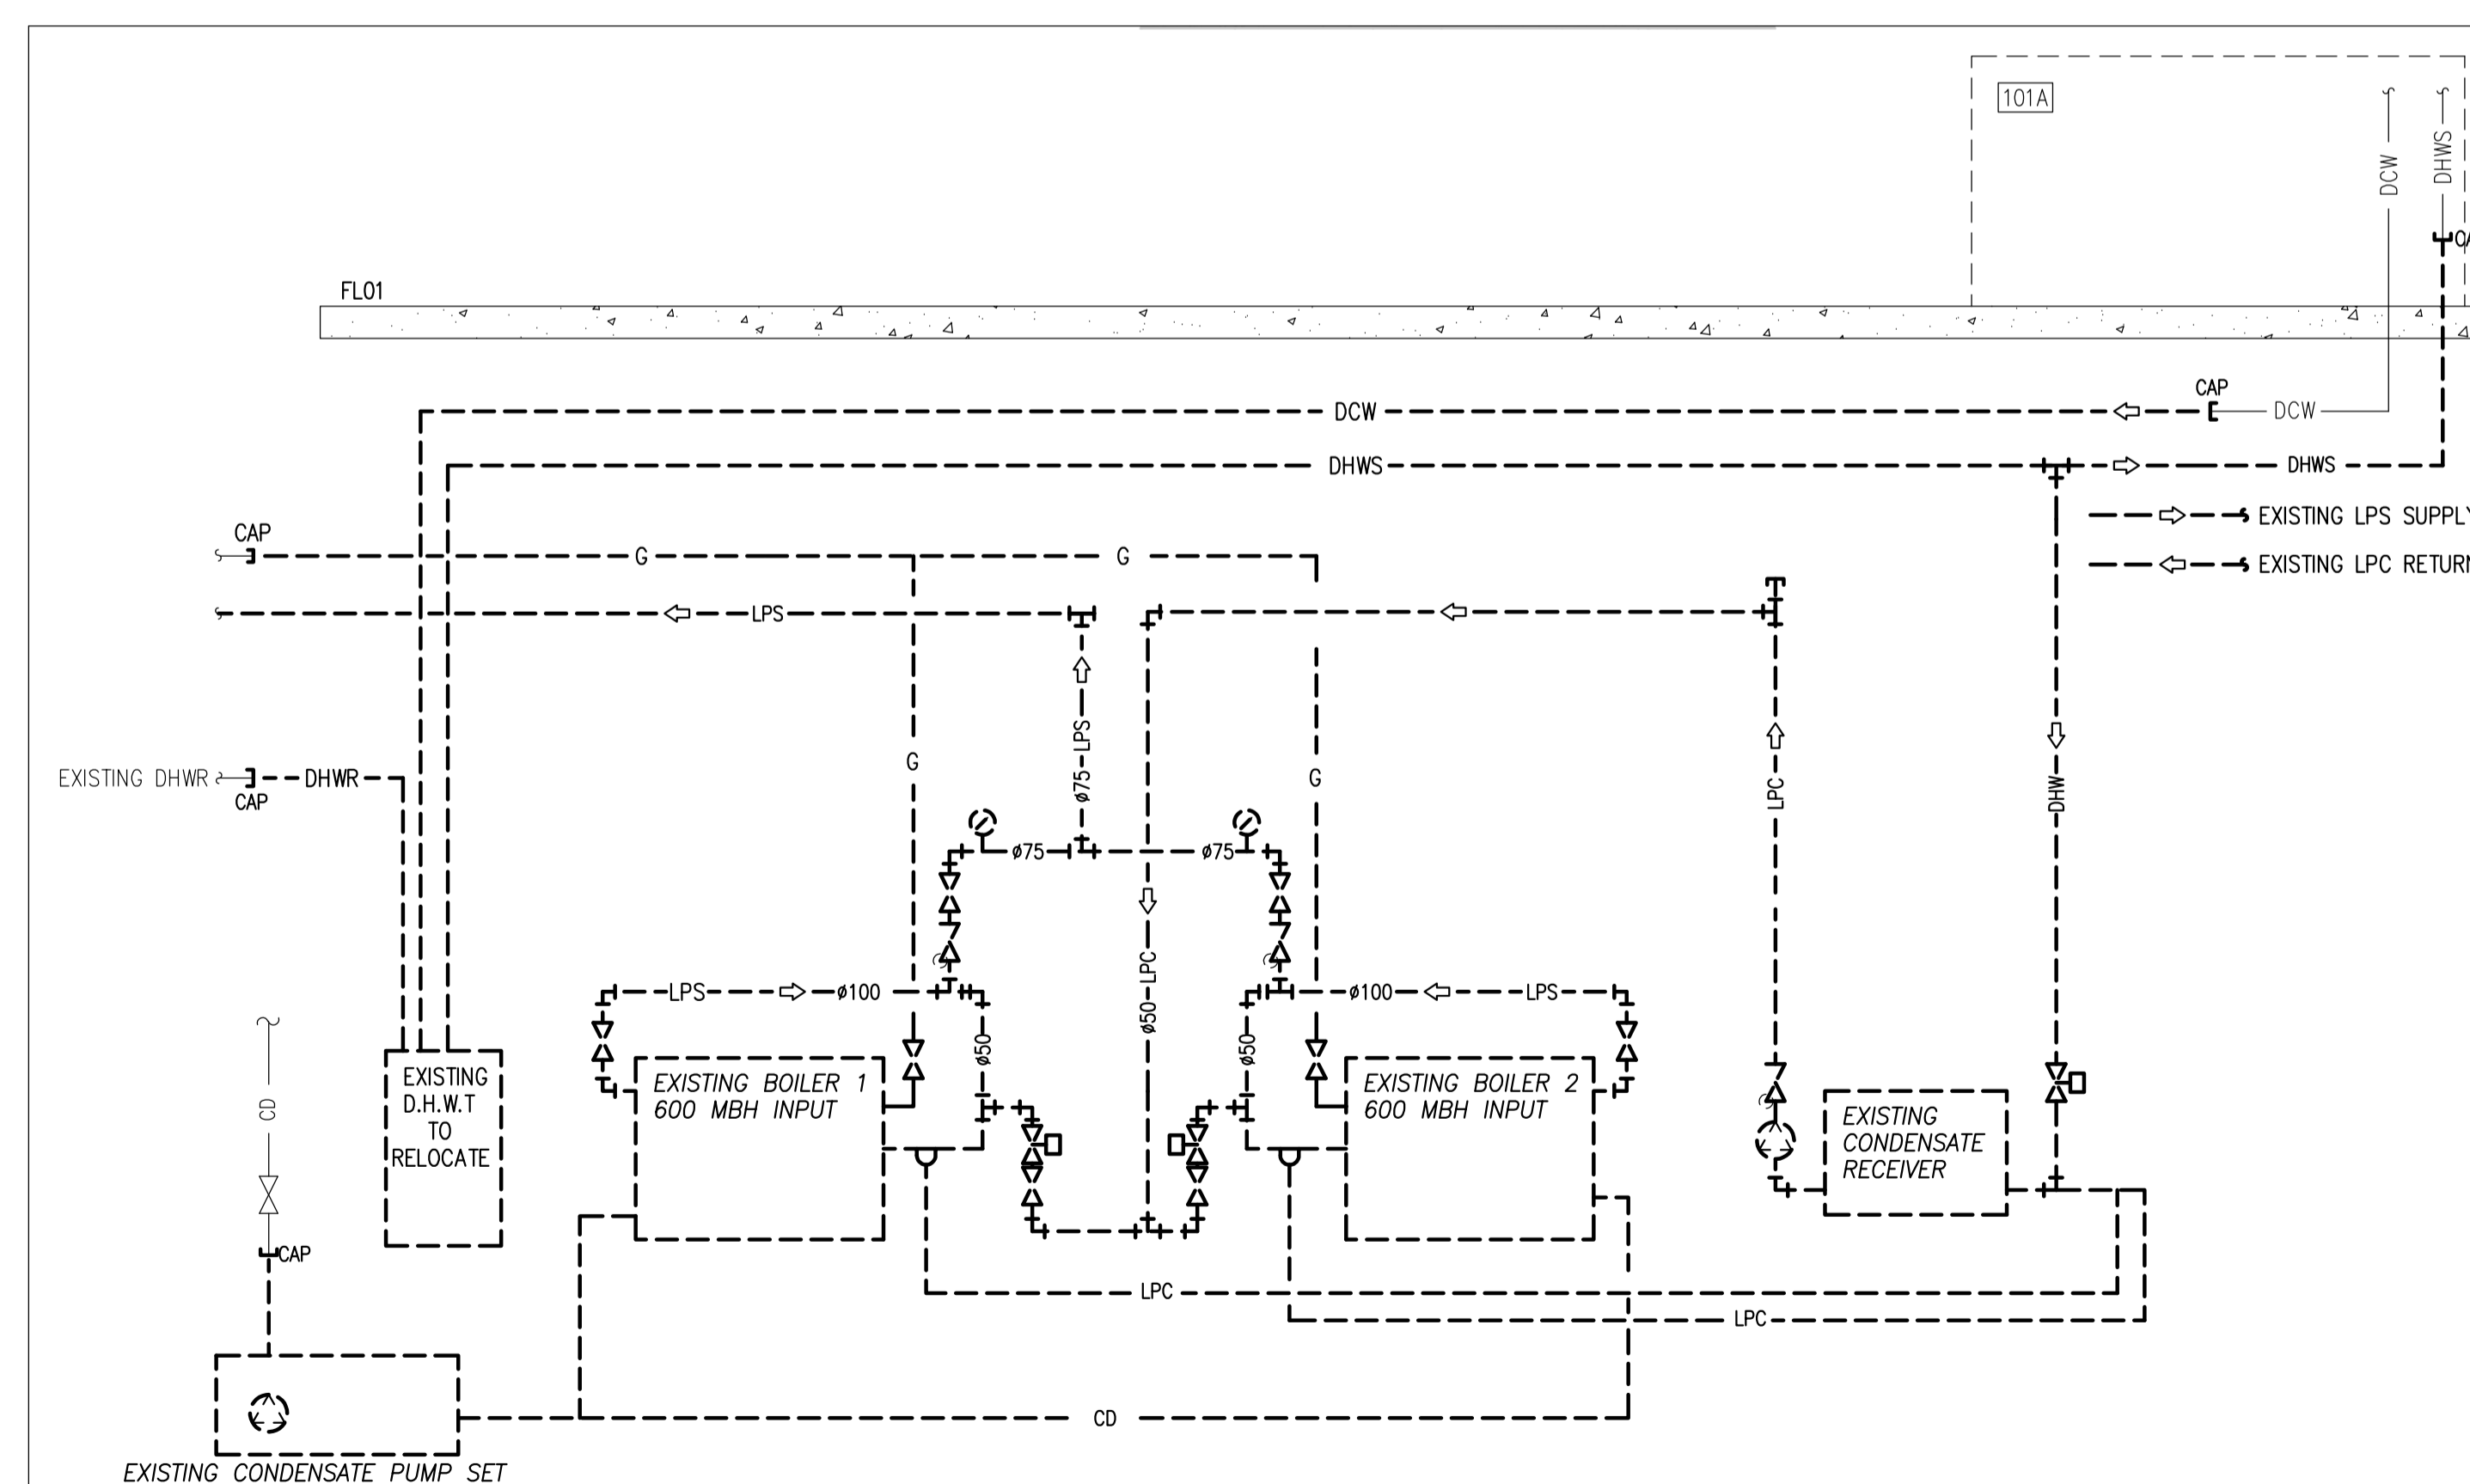 101A
DCW
DHWS
CA
FL01
CAP
DCW
DCW
DHWS
DHWS
EXISTING LPS SUPPLY
CAP
G
G
EXISTING LPC RETURN
LPS
ø75
LPS
G
G
EXISTING DHWR
DHWR
CAP
LPC
DHW
ø75
ø75
LPS
ø100
ø50
LPC
ø100
LPS
ø50
ø50
CD
EXISTING
D.H.W.T
TO
RELOCATE
EXISTING BOILER 1
600 MBH INPUT
EXISTING BOILER 2
600 MBH INPUT
EXISTING
CONDENSATE
RECEIVER
CAP
LPC
LPC
CD
EXISTING CONDENSATE PUMP SET